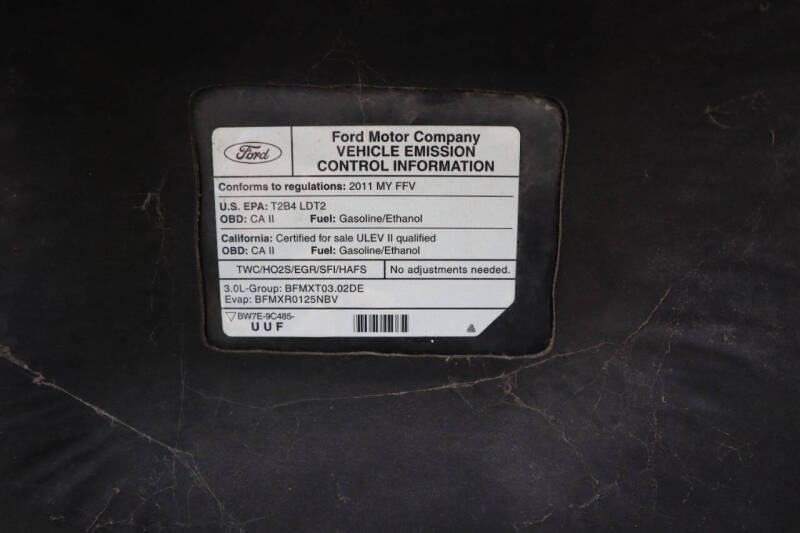 Ford
Ford Motor Company
VEHICLE EMISSION
CONTROL INFORMATION
Conforms to regulations: 2011 MY FFV
U.S. EPA: T2B4 LDT2
OBD: CA II Fuel: Gasoline/Ethanol
California: Certified for sale ULEV II qualified
OBD: CA II Fuel: Gasoline/Ethanol
TWC/HO2S/EGR/SFI/HAFS No adjustments needed.
3.0L-Group: BFMXT03.02DE
Evap: BFMXR0125NBV
BW7E-9C485-
UUF